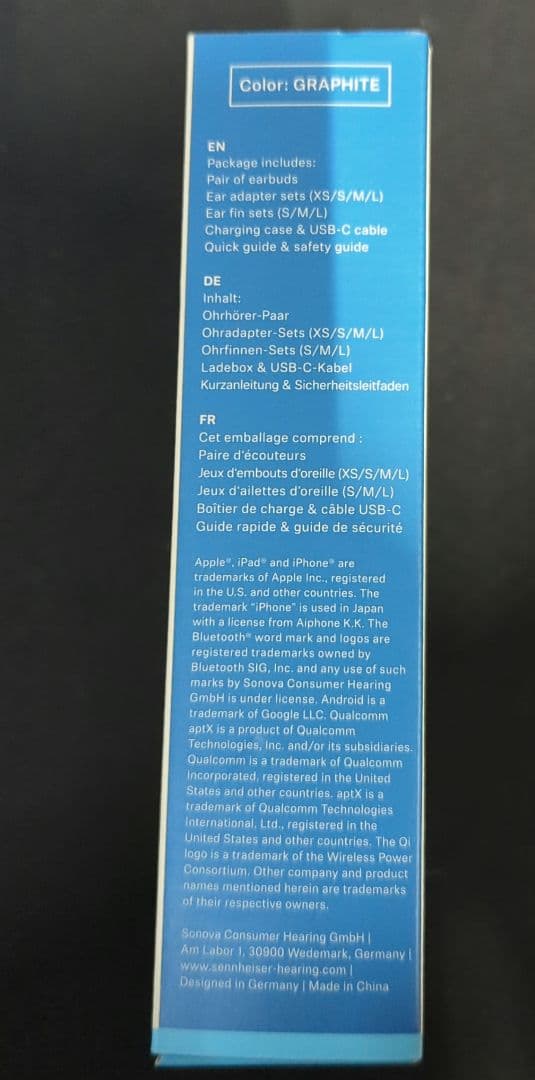 Color: GRAPHITE
EN
Package includes:
Pair of earbuds
Ear adapter sets (XS/S/M/L)
Ear fin sets (S/M/L)
Charging case & USB-C cable
Quick guide & safety guide
DE
Inhalt:
Ohrhörer-Paar
Ohradapter-Sets (XS/S/M/L)
Ohrfinnen-Sets (S/M/L)
Ladebox & USB-C-Kabel
Kurzanleitung & Sicherheitsleitfaden
FR
Cet emballage comprend :
Paire d'écouteurs
Jeux d'embouts d'oreille (XS/S/M/L)
Jeux d'ailettes d'oreille (S/M/L)
Boîtier de charge & câble USB-C
Guide rapide & guide de sécurité
Apple®, iPad® and iPhone® are
trademarks of Apple Inc., registered
in the U.S. and other countries. The
trademark "iPhone" is used in Japan
with a license from Aiphone K.K. The
Bluetooth® word mark and logos are
registered trademarks owned by
Bluetooth SIG, Inc. and any use of such
marks by Sonova Consumer Hearing
GmbH is under license. Android is a
trademark of Google LLC. Qualcomm
aptX is a product of Qualcomm
Technologies, Inc. and/or its subsidiaries.
Qualcomm is a trademark of Qualcomm
Incorporated, registered in the United
States and other countries. aptX is a
trademark of Qualcomm Technologies
International, Ltd., registered in the
United States and other countries. The Qi
logo is a trademark of the Wireless Power
Consortium. Other company and product
names mentioned herein are trademarks
of their respective owners.
Sonova Consumer Hearing GmbH |
Am Labor 1, 30900 Wedemark, Germany |
www.sennheiser-hearing.com |
Designed in Germany | Made in China